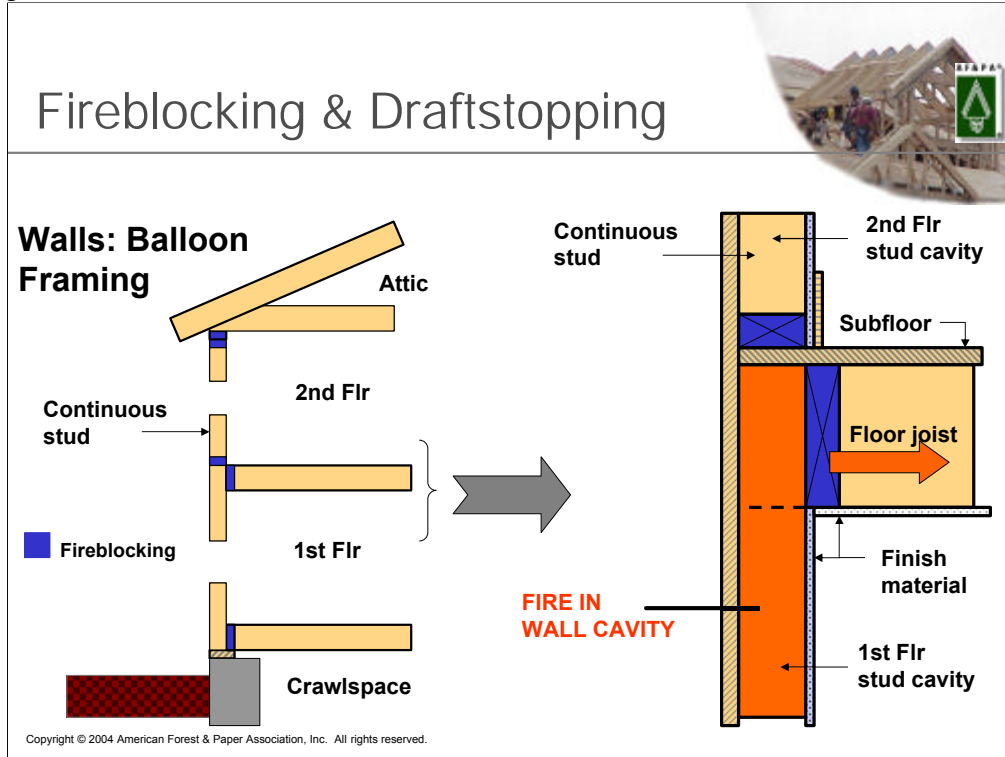 Fireblocking & Draftstopping
AF&PA®
Walls: Balloon
Framing
Attic
2nd Flr
Continuous
stud
1st Flr
Fireblocking
Crawlspace
Continuous
stud
2nd Flr
stud cavity
Subfloor
Floor joist
Finish
material
FIRE IN
WALL CAVITY
1st Flr
stud cavity
Copyright © 2004 American Forest & Paper Association, Inc. All rights reserved.